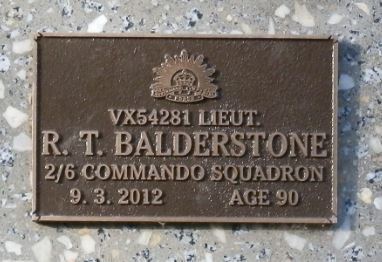 VX54281 LIEUT.
R. T. BALDERSTONE
2/6 COMMANDO SQUADRON
9. 3. 2012 AGE 90